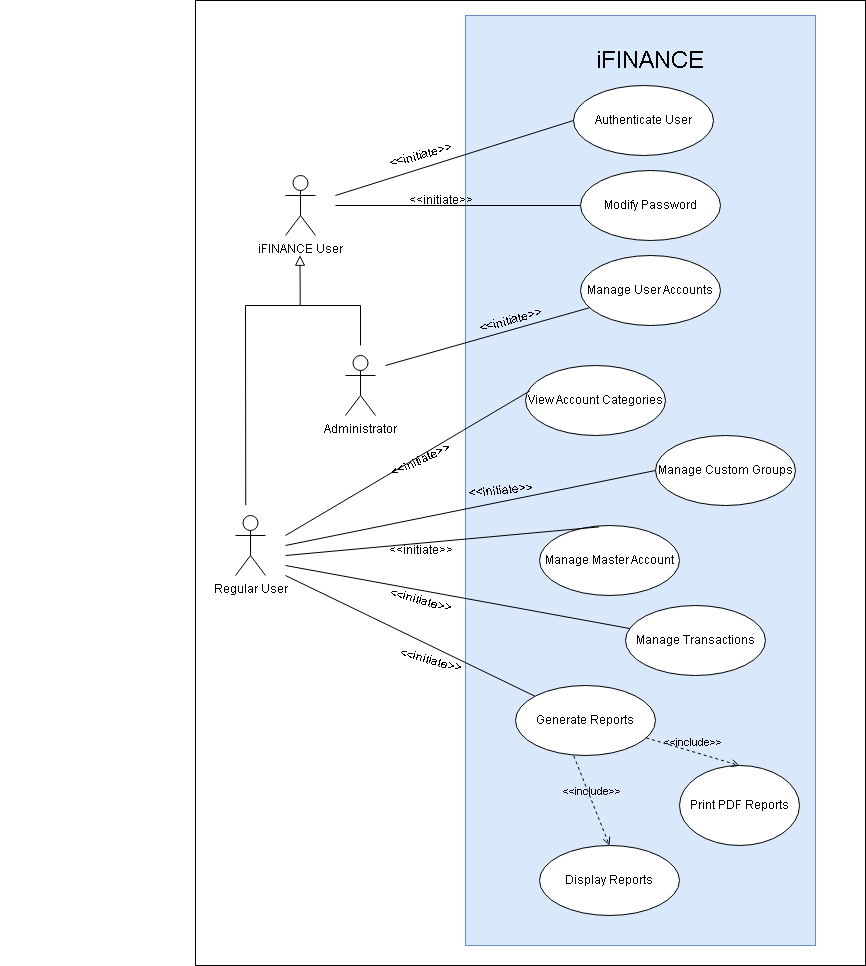 iFINANCE
Authenticate User
<<initiate>>
<<initiate>>
Modify Password
iFINANCE User
Manage User Accounts
<<initiate>>
View Account Categories
Administrator
<<initiate>>
Manage Custom Groups
<<initiate>>
<<initiate>>
Manage Master Account
Regular User
<<initiate>>
Manage Transactions
<<initiate>>
Generate Reports
<<include>>
<<include>>
Print PDF Reports
Display Reports